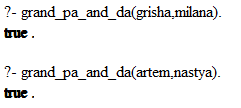 ?- grand_pa_and_da(grisha,milana).
true .
?- grand_pa_and_da(artem,nastya).
true .